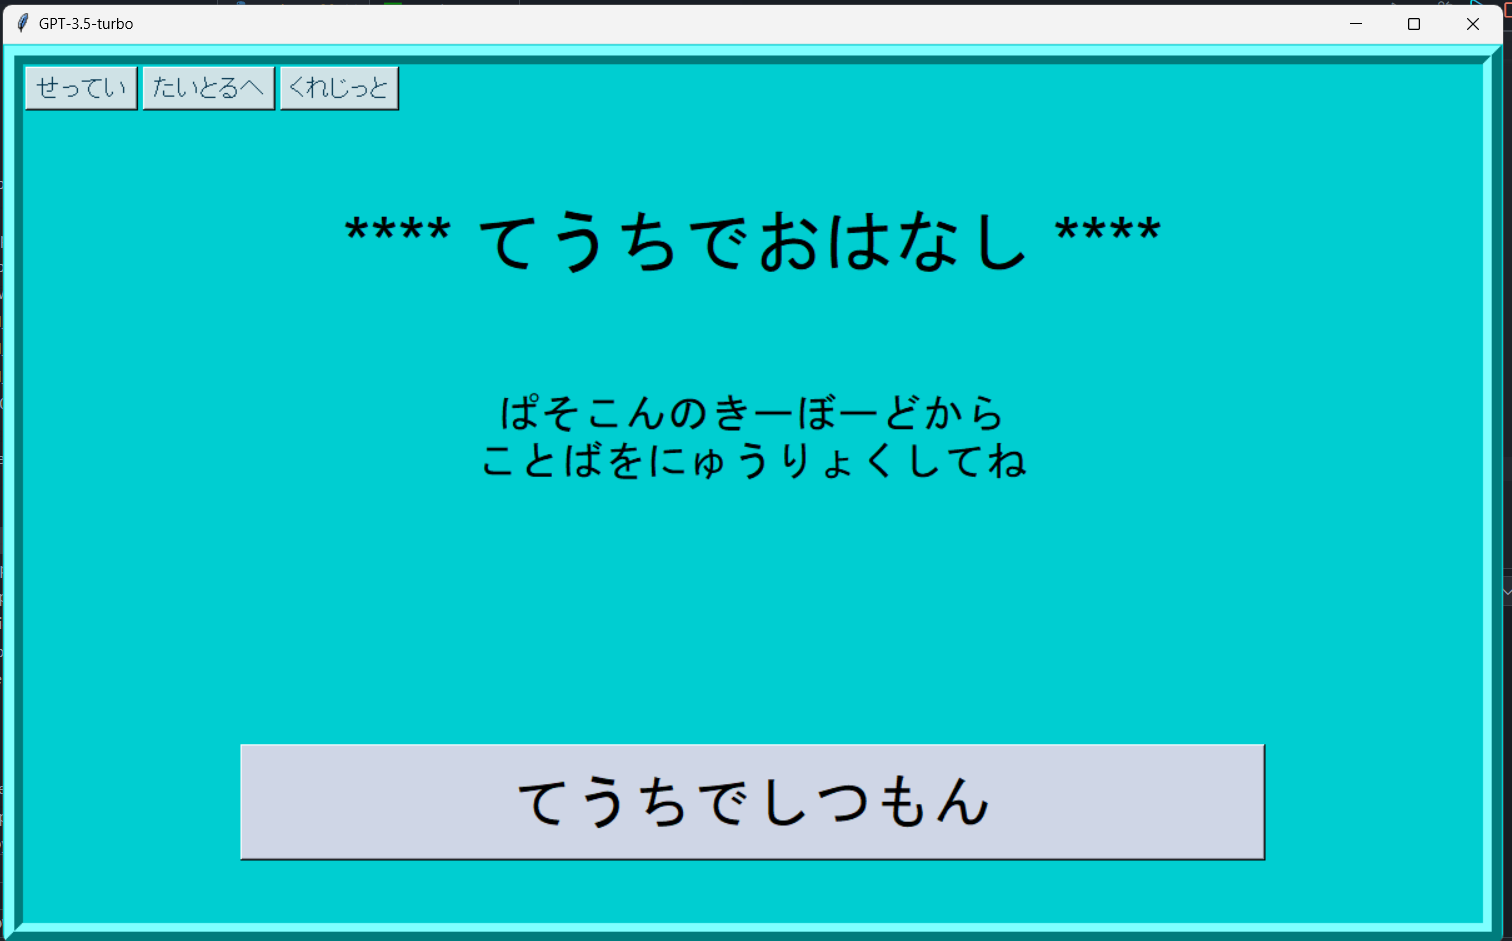 GPT-3.5-turbo
せってい たいとるへ くれじっと
**** てうちでおはなし ****
ぱそこんのきーぼーどから
ことばをにゅうりょくしてね
てうちでしつもん